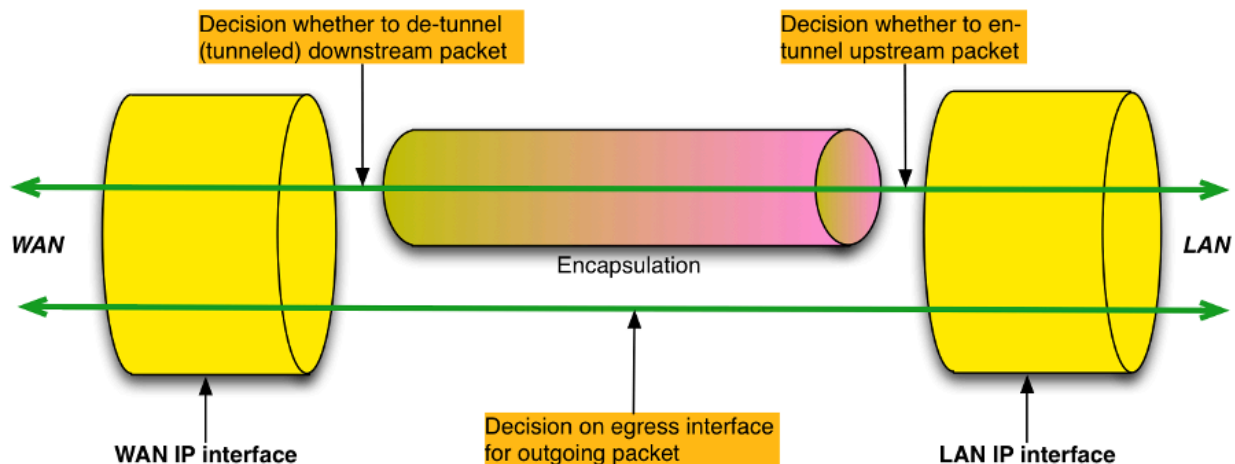 Decision whether to de-tunnel
(tunneled) downstream packet
Decision whether to en-
tunnel upstream packet
WAN
LAN
Encapsulation
Decision on egress interface
for outgoing packet
WAN IP interface
LAN IP interface